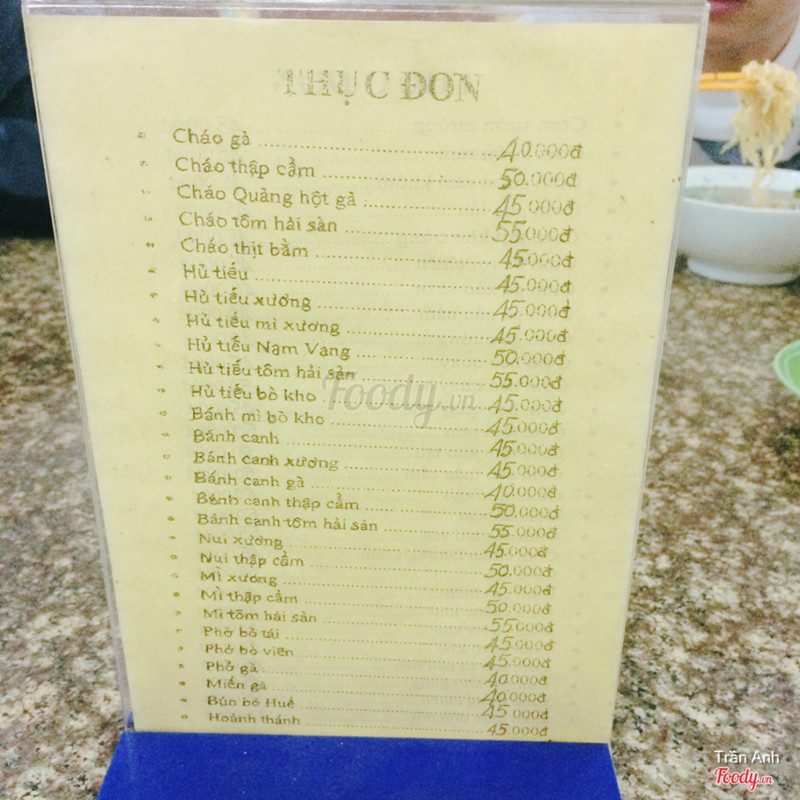 THỰC ĐƠN
Cháo gà 40.000đ
Cháo thập cẩm 50.000đ
Cháo Quảng hột gà 45.000đ
Cháo tôm hải sản 55.000đ
Cháo thịt bằm 45.000đ
Hủ tiếu 45.000đ
Hủ tiếu xương 45.000đ
Hủ tiếu mì xương 45.000đ
Hủ tiếu Nam Vang 50.000đ
Hủ tiếu tôm hải sản 55.000đ
Hủ tiếu bò kho 45.000đ
Bánh mì bò kho 45.000đ
Bánh canh 45.000đ
Bánh canh xương 45.000đ
Bánh canh gà 40.000đ
Bánh canh thập cẩm 50.000đ
Bánh canh tôm hải sản 55.000đ
Nui xương 45.000đ
Nui thập cẩm 50.000đ
Mì xương 45.000đ
Mì thập cẩm 50.000đ
Mì tôm hải sản 55.000đ
Phở bò tái 45.000đ
Phở bò viên 45.000đ
Phở gà 40.000đ
Miến gà 40.000đ
Bún bò Huế 45.000đ
Hoành thánh 45.000đ
Foody.vn
Trần Anh
Foody.vn